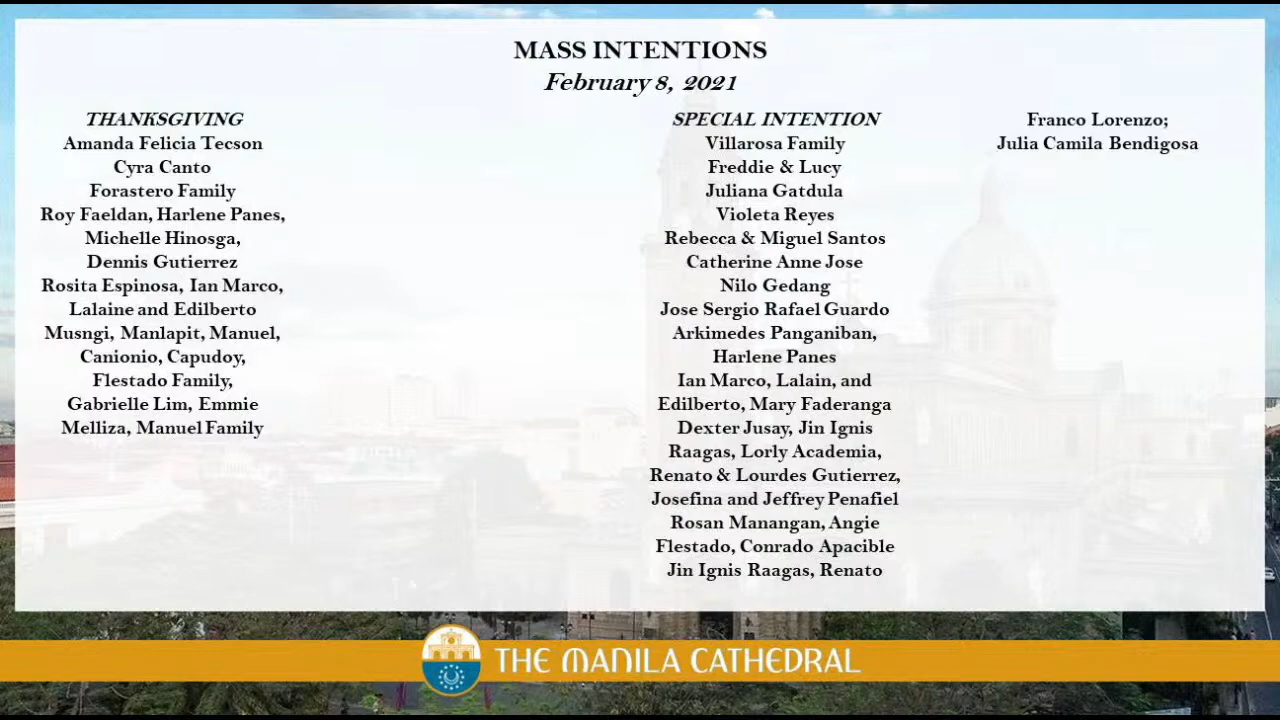 MASS INTENTIONS
February 8, 2021
THANKSGIVING
Amanda Felicia Tecson
Cyra Canto
Forastero Family
Roy Faeldan, Harlene Panes,
Michelle Hinosga,
Dennis Gutierrez
Rosita Espinosa, Ian Marco,
Lalaine and Edilberto
Musngi, Manlapit, Manuel,
Canionio, Capudoy,
Flestado Family,
Gabrielle Lim, Emmie
Melliza, Manuel Family
SPECIAL INTENTION
Villarosa Family
Freddie & Lucy
Juliana Gatdula
Violeta Reyes
Rebecca & Miguel Santos
Catherine Anne Jose
Nilo Gedang
Jose Sergio Rafael Guardo
Arkimedes Panganiban,
Harlene Panes
Ian Marco, Lalain, and
Edilberto, Mary Faderanga
Dexter Jusay, Jin Ignis
Raagas, Lorly Academia,
Renato & Lourdes Gutierrez,
Josefina and Jeffrey Penafiel
Rosan Manangan, Angie
Flestado, Conrado Apacible
Jin Ignis Raagas, Renato
Franco Lorenzo;
Julia Camila Bendigosa
THE MANILA CATHEDRAL